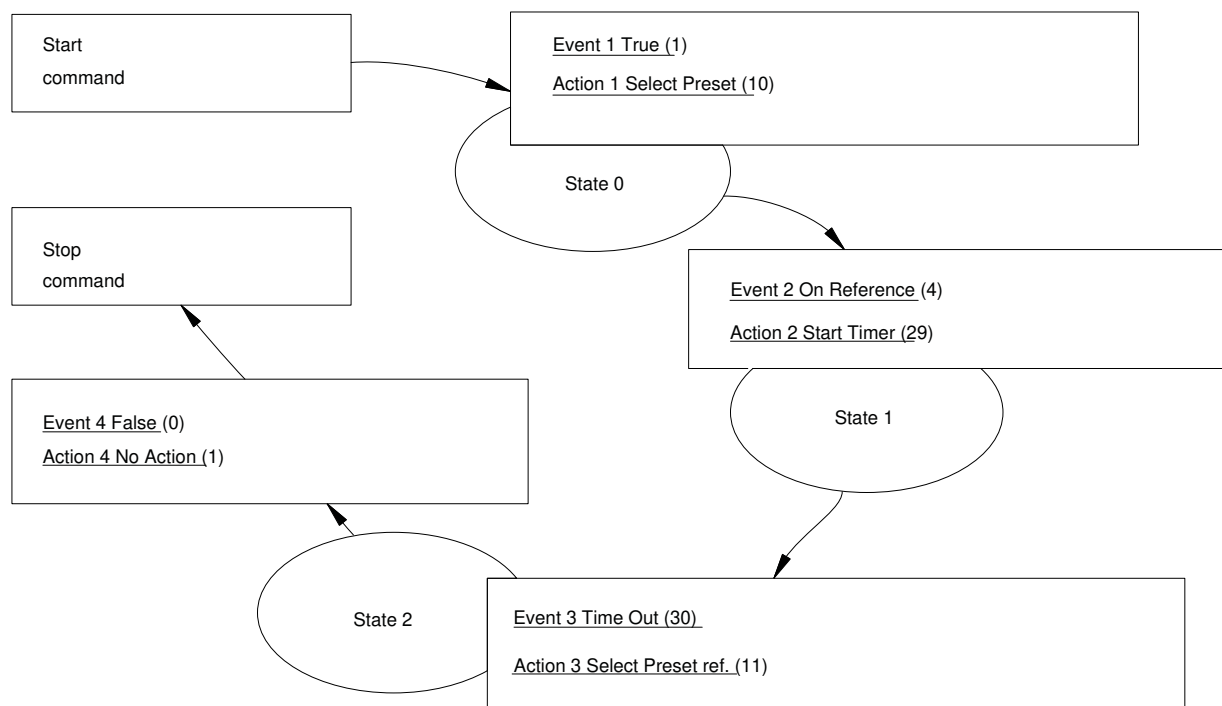 Start
command
Event 1 True (1)
Action 1 Select Preset (10)
State 0
Stop
command
Event 2 On Reference (4)
Action 2 Start Timer (29)
State 1
Event 4 False (0)
Action 4 No Action (1)
State 2
Event 3 Time Out (30)
Action 3 Select Preset ref. (11)